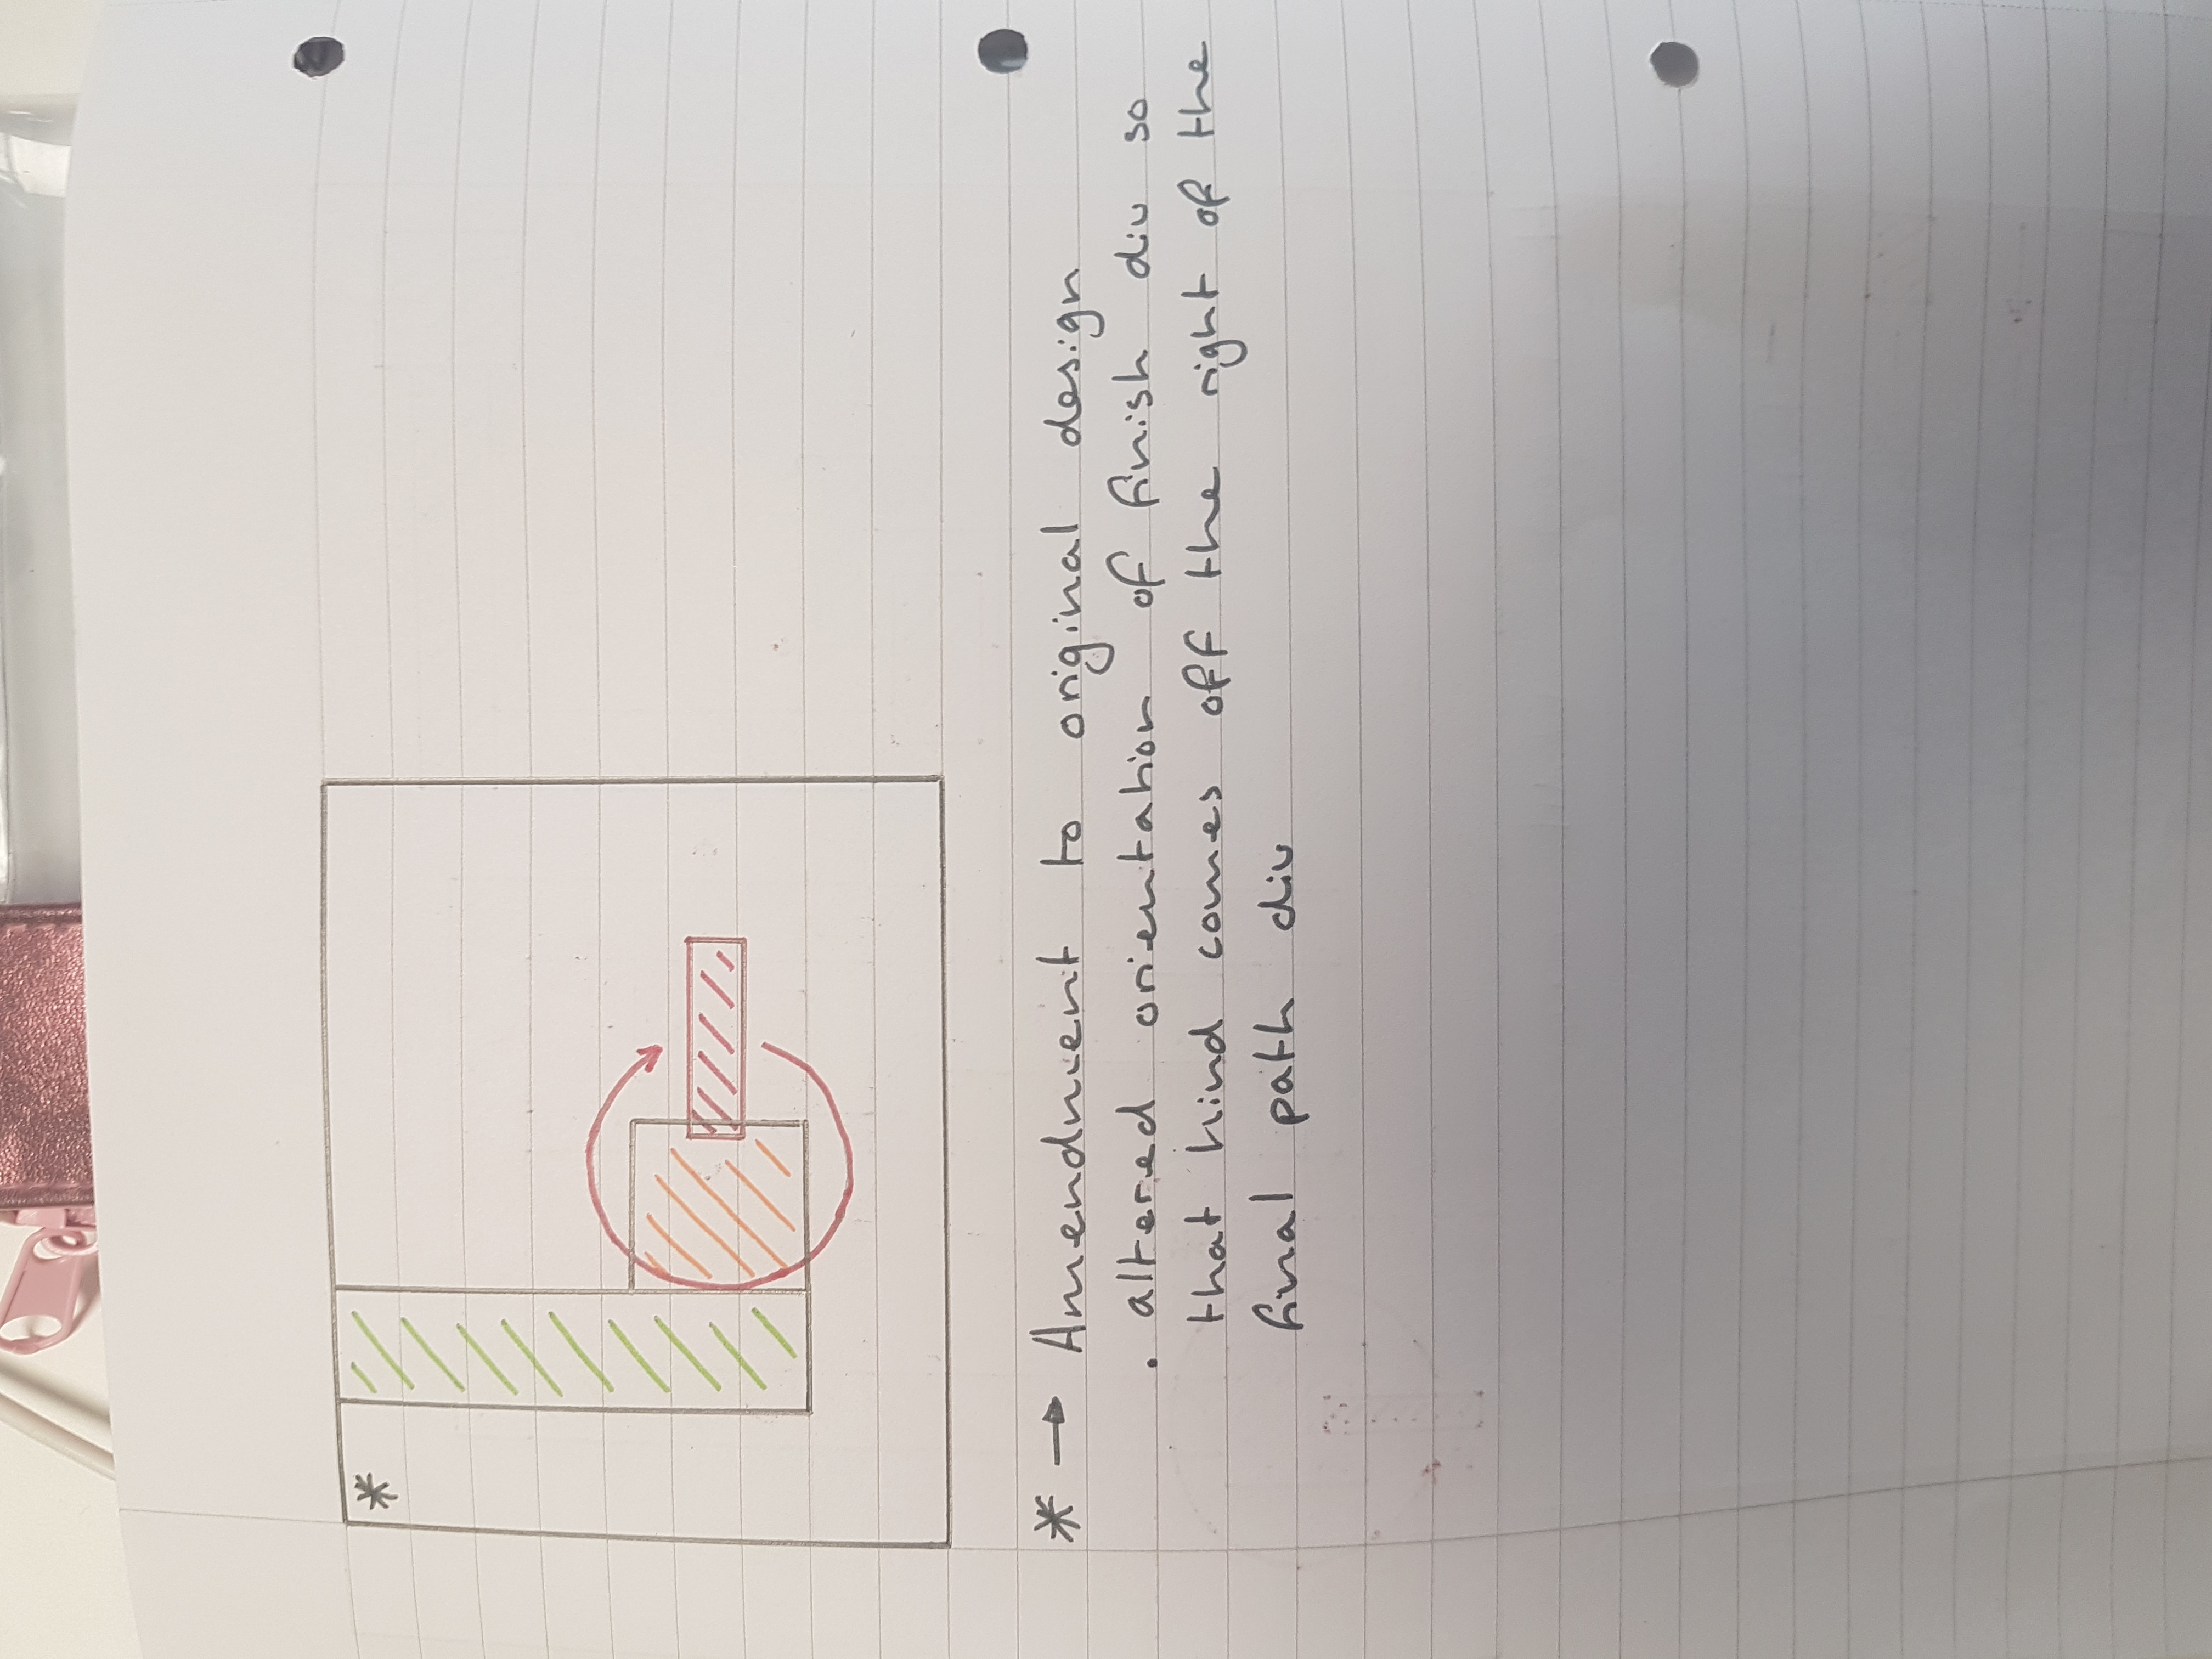 *
* → Amendment to original design
. altered orientation of finish div so
that hind comes off the right of the
final path div